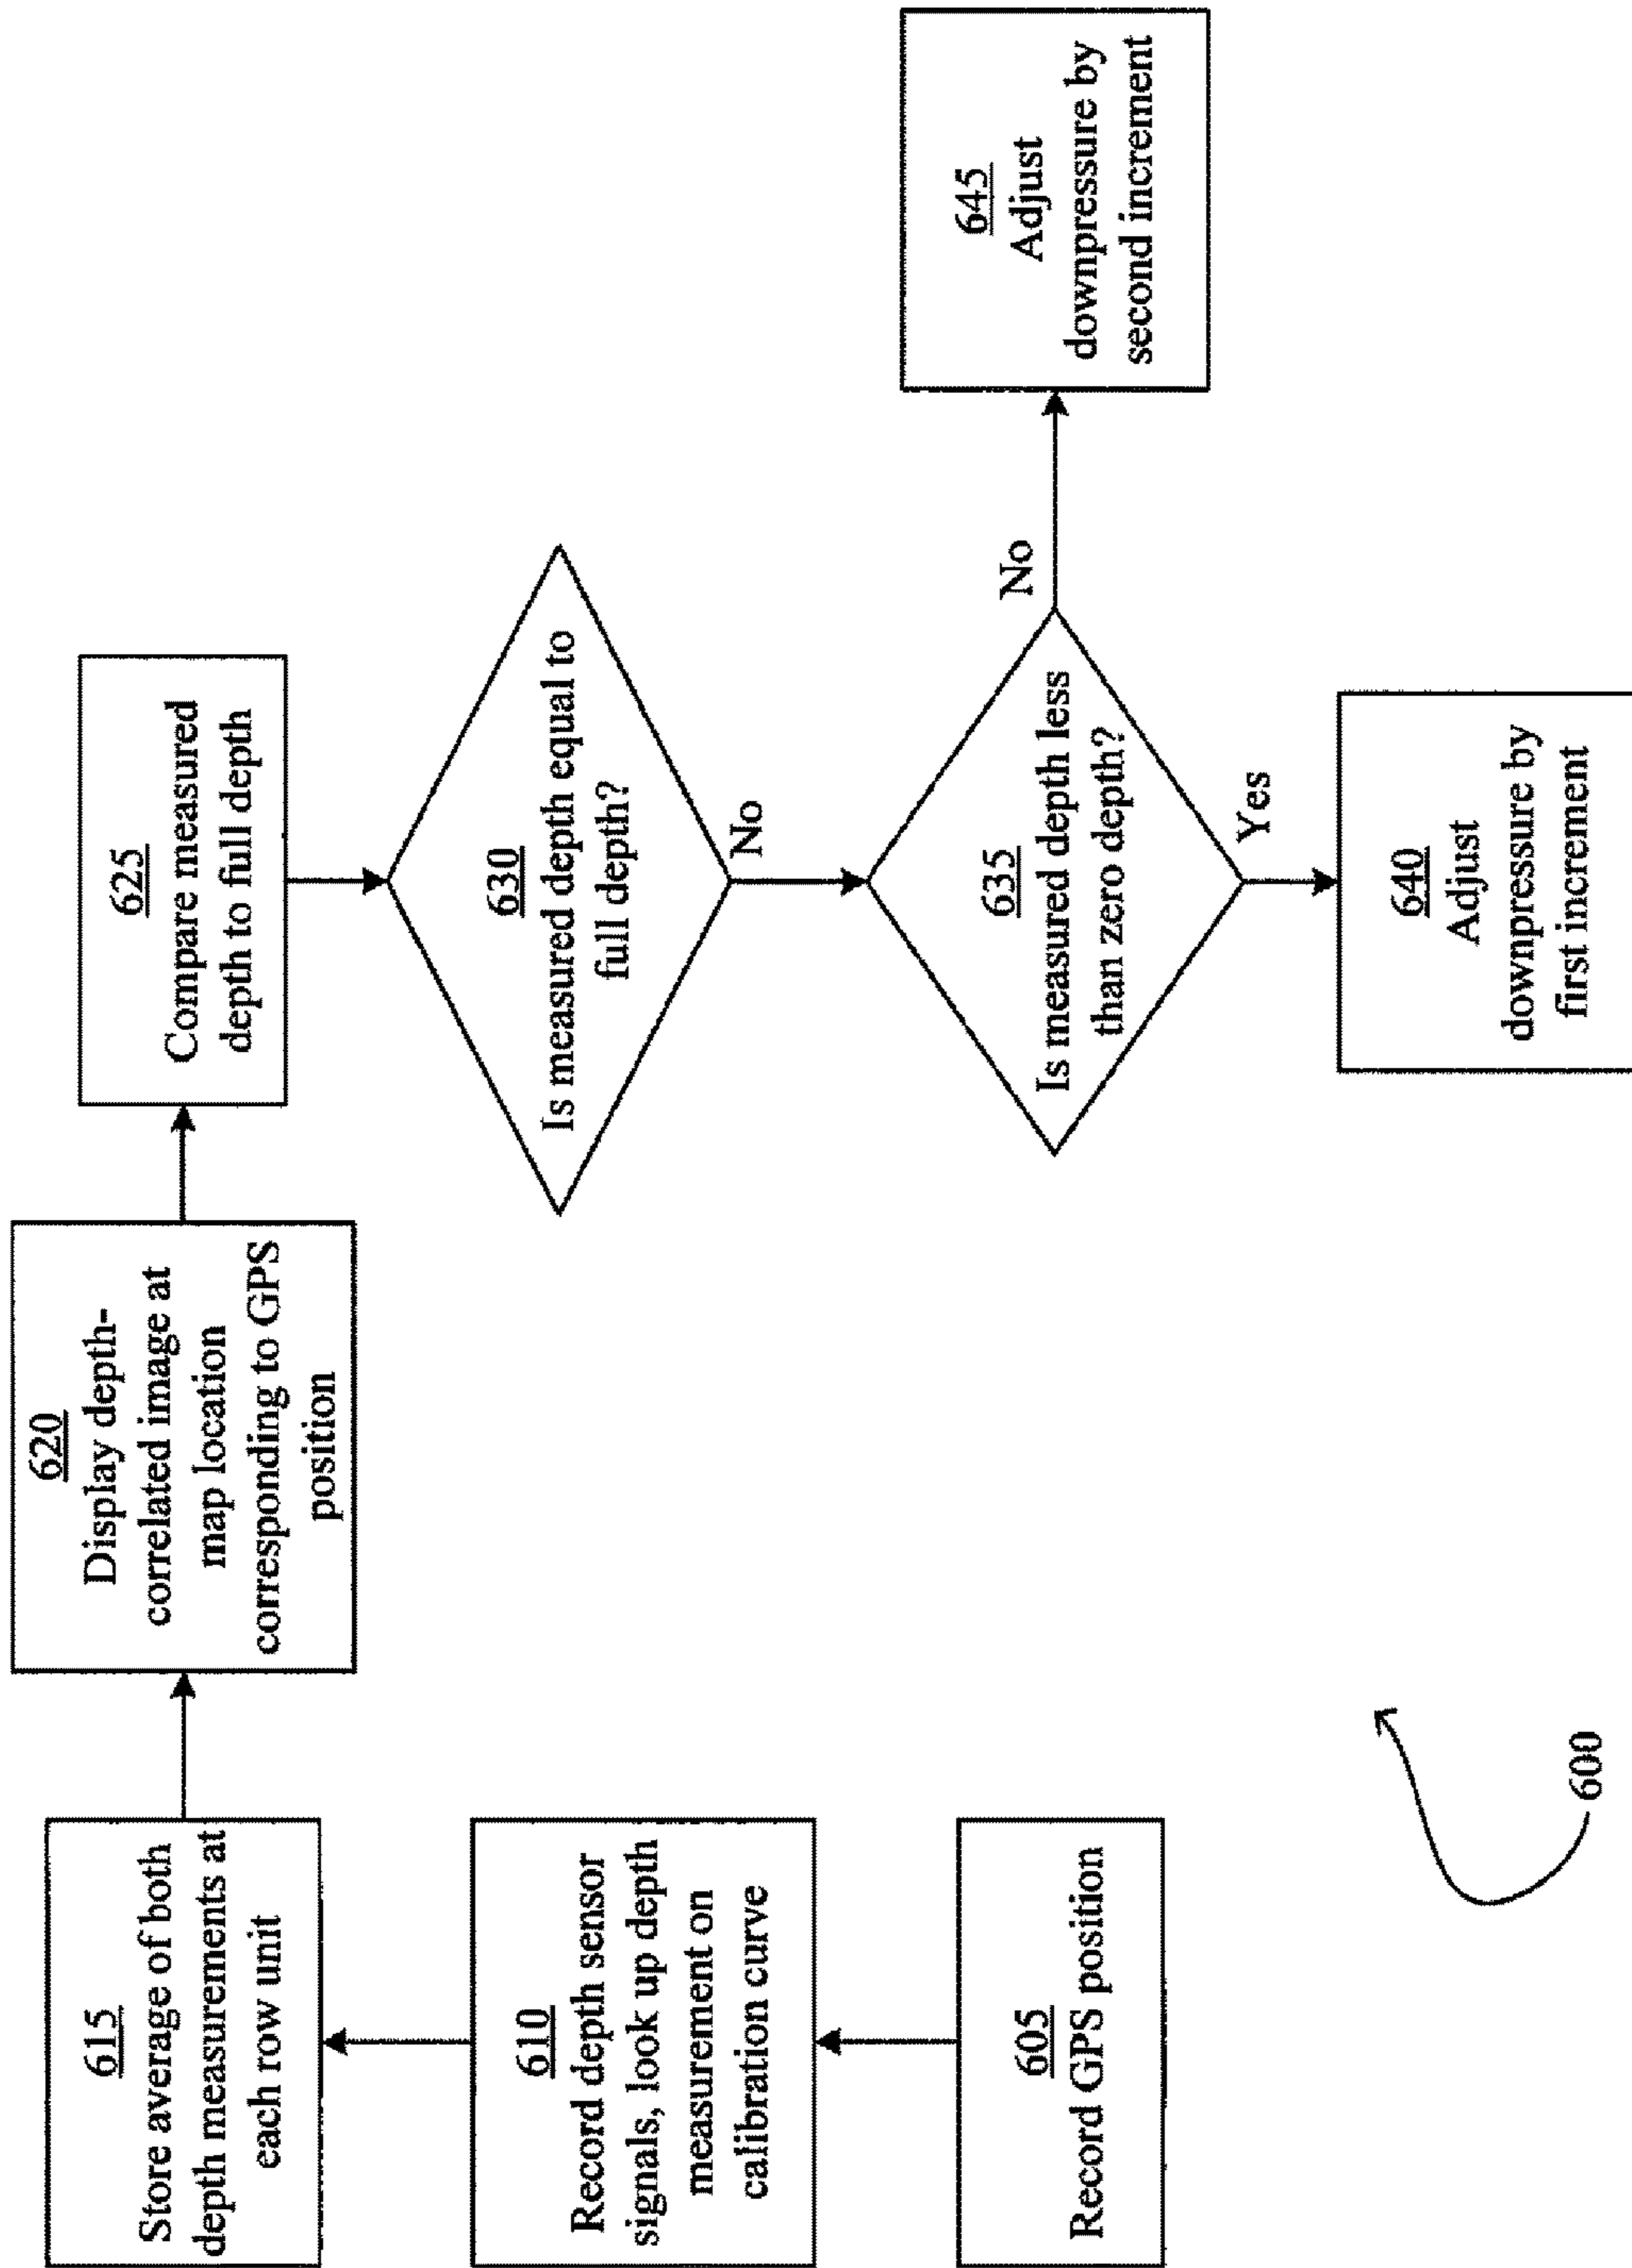 605
Record GPS position
610
Record depth sensor
signals, look up depth
measurement on
calibration curve
615
Store average of both
depth measurements at
each row unit
620
Display depth-
correlated image at
map location
corresponding to GPS
position
625
Compare measured
depth to full depth
630
Is measured depth equal to
full depth?
No
635
Is measured depth less
than zero depth?
No
Yes
640
Adjust
downpressure by
first increment
645
Adjust
downpressure by
second increment
600